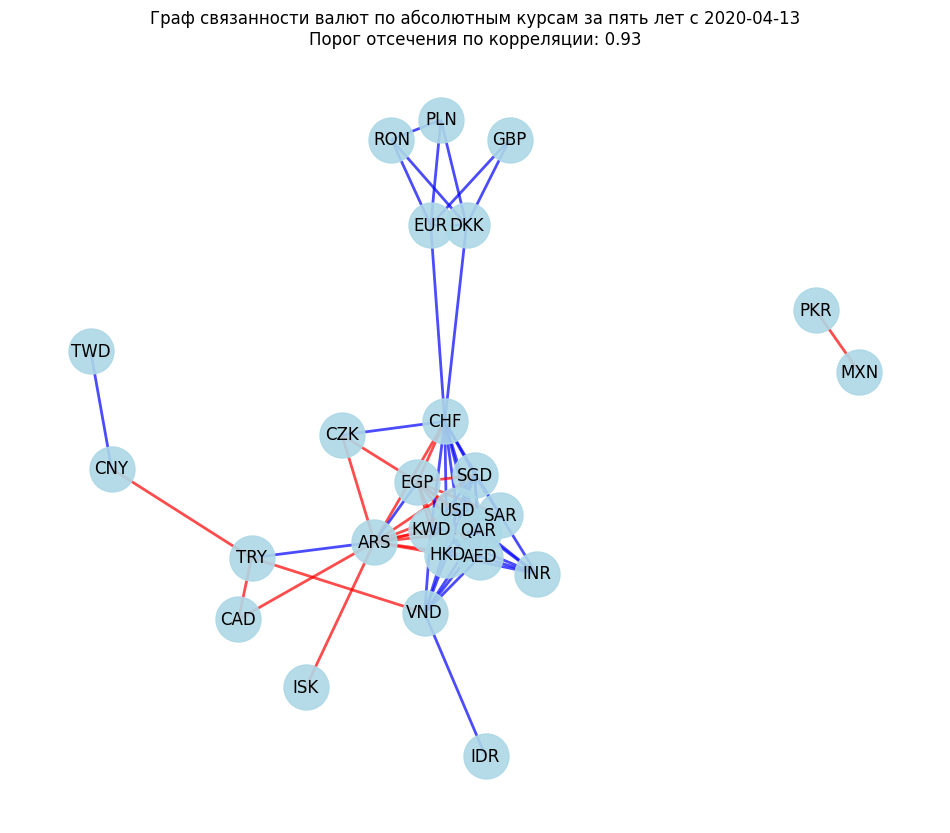 Граф связанности валют по абсолютным курсам за пять лет с 2020-04-13
Порог отсечения по корреляции: 0.93
PLN
RON
GBP
EUR
DKK
PKR
TWD
MXN
CHF
CZK
CNY
SGD
EGP
USD
SAR
KWD
QAR
ARS
HKD
AED
TRY
INR
VND
CAD
ISK
IDR